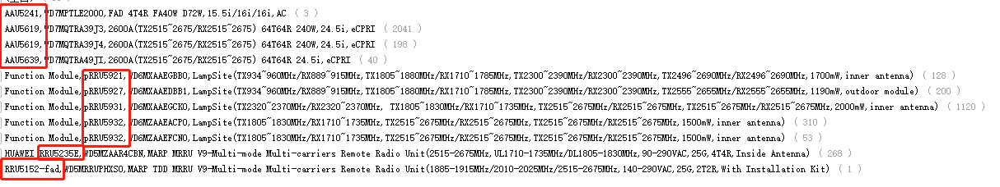 AAU5241,WD7MPTLE2000,FAD 4T4R FA40W D72W,15.5i/16i/16i,AC ( 3 )
AAU5619,WD7MQTRA39J3,2600A(TX2515~2675/RX2515~2675) 64T64R 240W,24.5i,eCPRI ( 2041 )
AAU5619,WD7MQTRA39J4,2600A(TX2515~2675/RX2515~2675) 64T64R 240W,24.5i,eCPRI ( 198 )
AAU5639,WD7MQTRA49JI,2600A(TX2515~2675/RX2515~2675) 64T64R 24.5i,eCPRI ( 40 )
Function Module,pRRU5921,WD6MXAAEGBB0,LampSite(TX934~960MHz/RX889~915MHz,TX1805~1880MHz/RX1710~1785MHz,TX2300~2390MHz/RX2300~2390MHz,TX2496~2690MHz/RX2496~2690MHz,1700mW,inner antenna) ( 128 )
Function Module,pRRU5927,WD6MXAAEDBB1,LampSite(TX934~960MHz/RX889~915MHz,TX1805~1880MHz/RX1710~1785MHz,TX2300~2390MHz/RX2300~2390MHz,TX2555~2655MHz/RX2555~2655MHz,1190mW,outdoor module) ( 200 )
Function Module,pRRU5931,WD6MXAAEGCK0,LampSite(TX2320~2370MHz/RX2320~2370MHz, TX1805~1830MHz/RX1710~1735MHz,TX2515~2675MHz/RX2515~2675MHz,TX2515~2675MHz/RX2515~2675MHz,2000mW,inner antenna) ( 1120 )
Function Module,pRRU5932,WD6MZAAEACP0,LampSite(TX1805~1830MHz/RX1710~1735MHz,TX2515~2675MHz/RX2515~2675MHz,TX2515~2675MHz/RX2515~2675MHz,1500mW,inner antenna) ( 310 )
Function Module,pRRU5932,WD6MZAAEFCN0,LampSite(TX1805~1830MHz/RX1710~1735MHz,TX2515~2675MHz/RX2515~2675MHz,TX2515~2675MHz/RX2515~2675MHz,1500mW,inner antenna) ( 53 )
HUAWEI RRU5235E,WD5MZAAR4CBN,MARP MRRU V9-Multi-mode Multi-carriers Remote Radio Unit(2515-2675MHz,UL1710-1735MHz/DL1805-1830MHz,90-290VAC,25G,4T4R,Inside Antenna) ( 268 )
RRU5152-fad,WD5MRRUPHXS0,MARP TDD MRRU V9-Multi-mode Multi-carriers Remote Radio Unit(1885-1915MHz/2010-2025MHz/2515-2675MHz,140-290VAC,25G,2T2R,With Installation Kit) ( 1 )